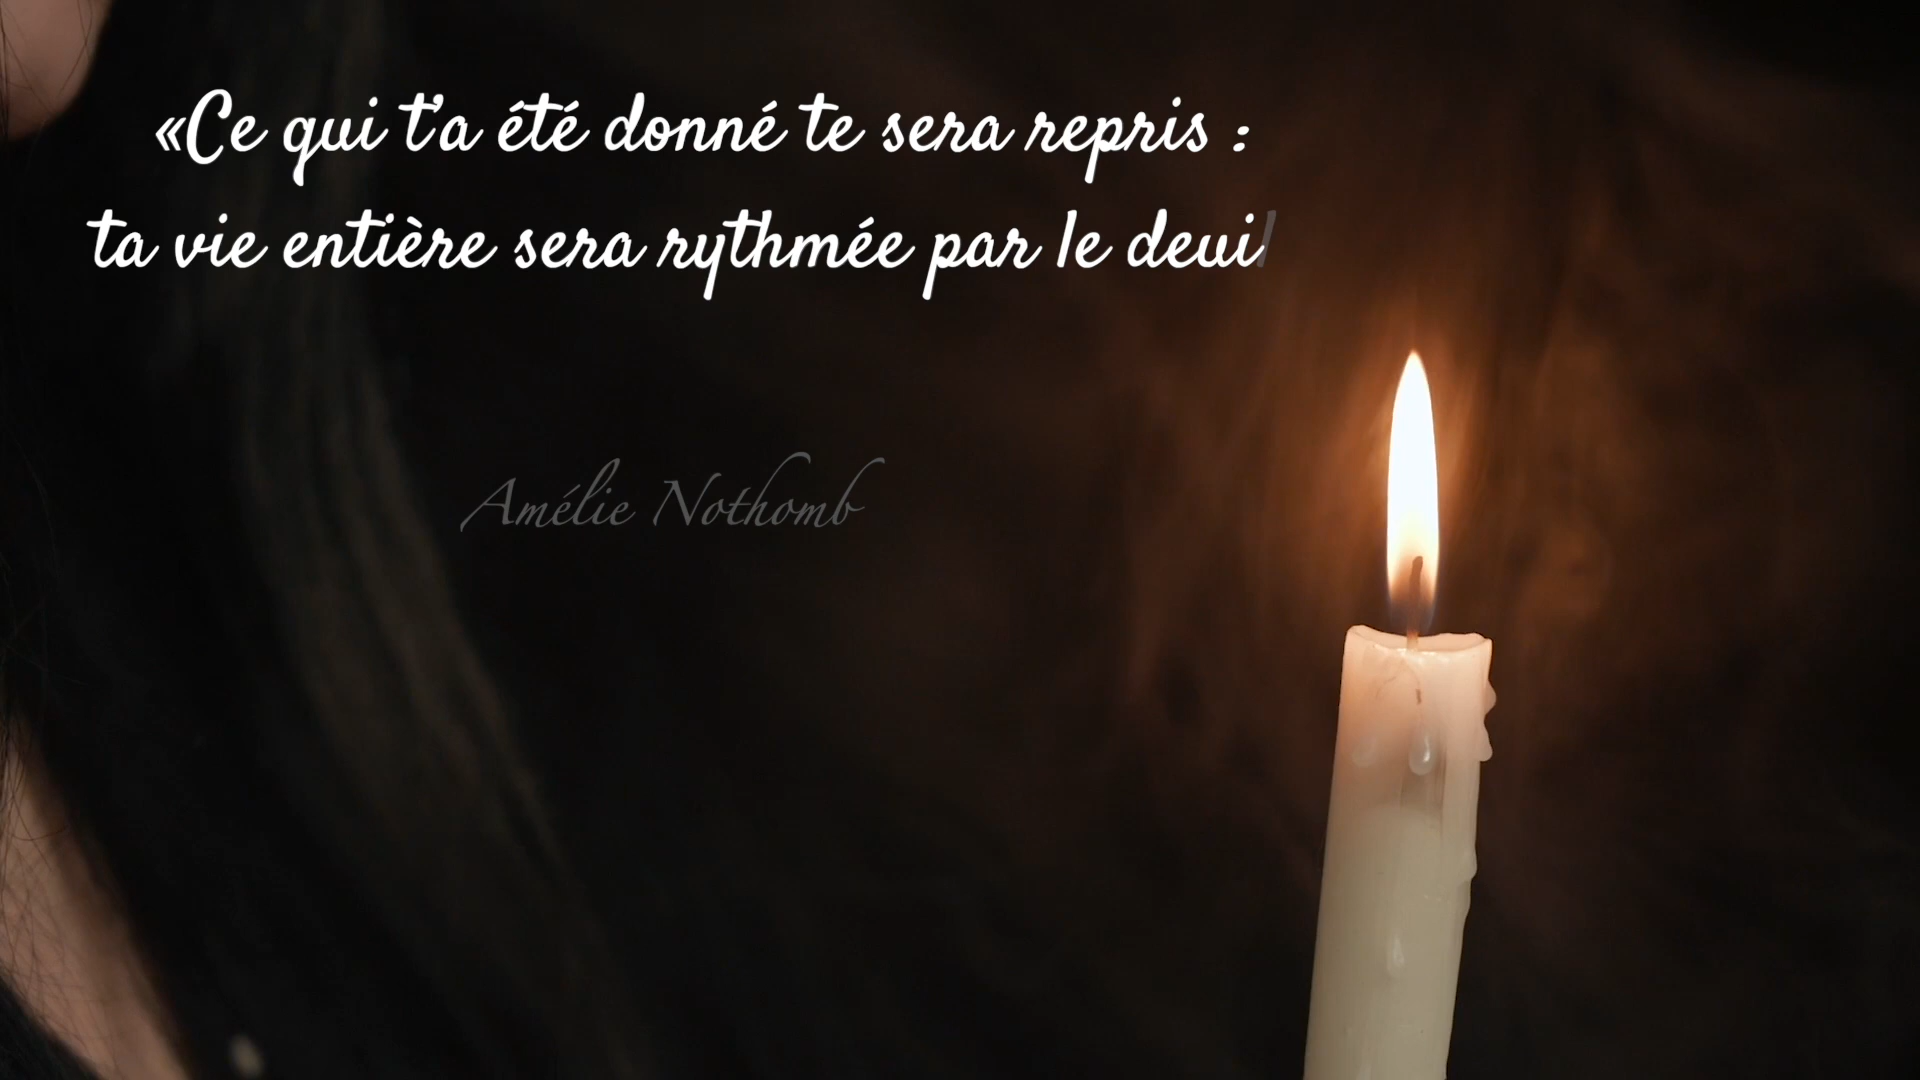 «Ce qui t'a été donné te sera repris :
ta vie entière sera rythmée par le deuil
Amélie Nothomb